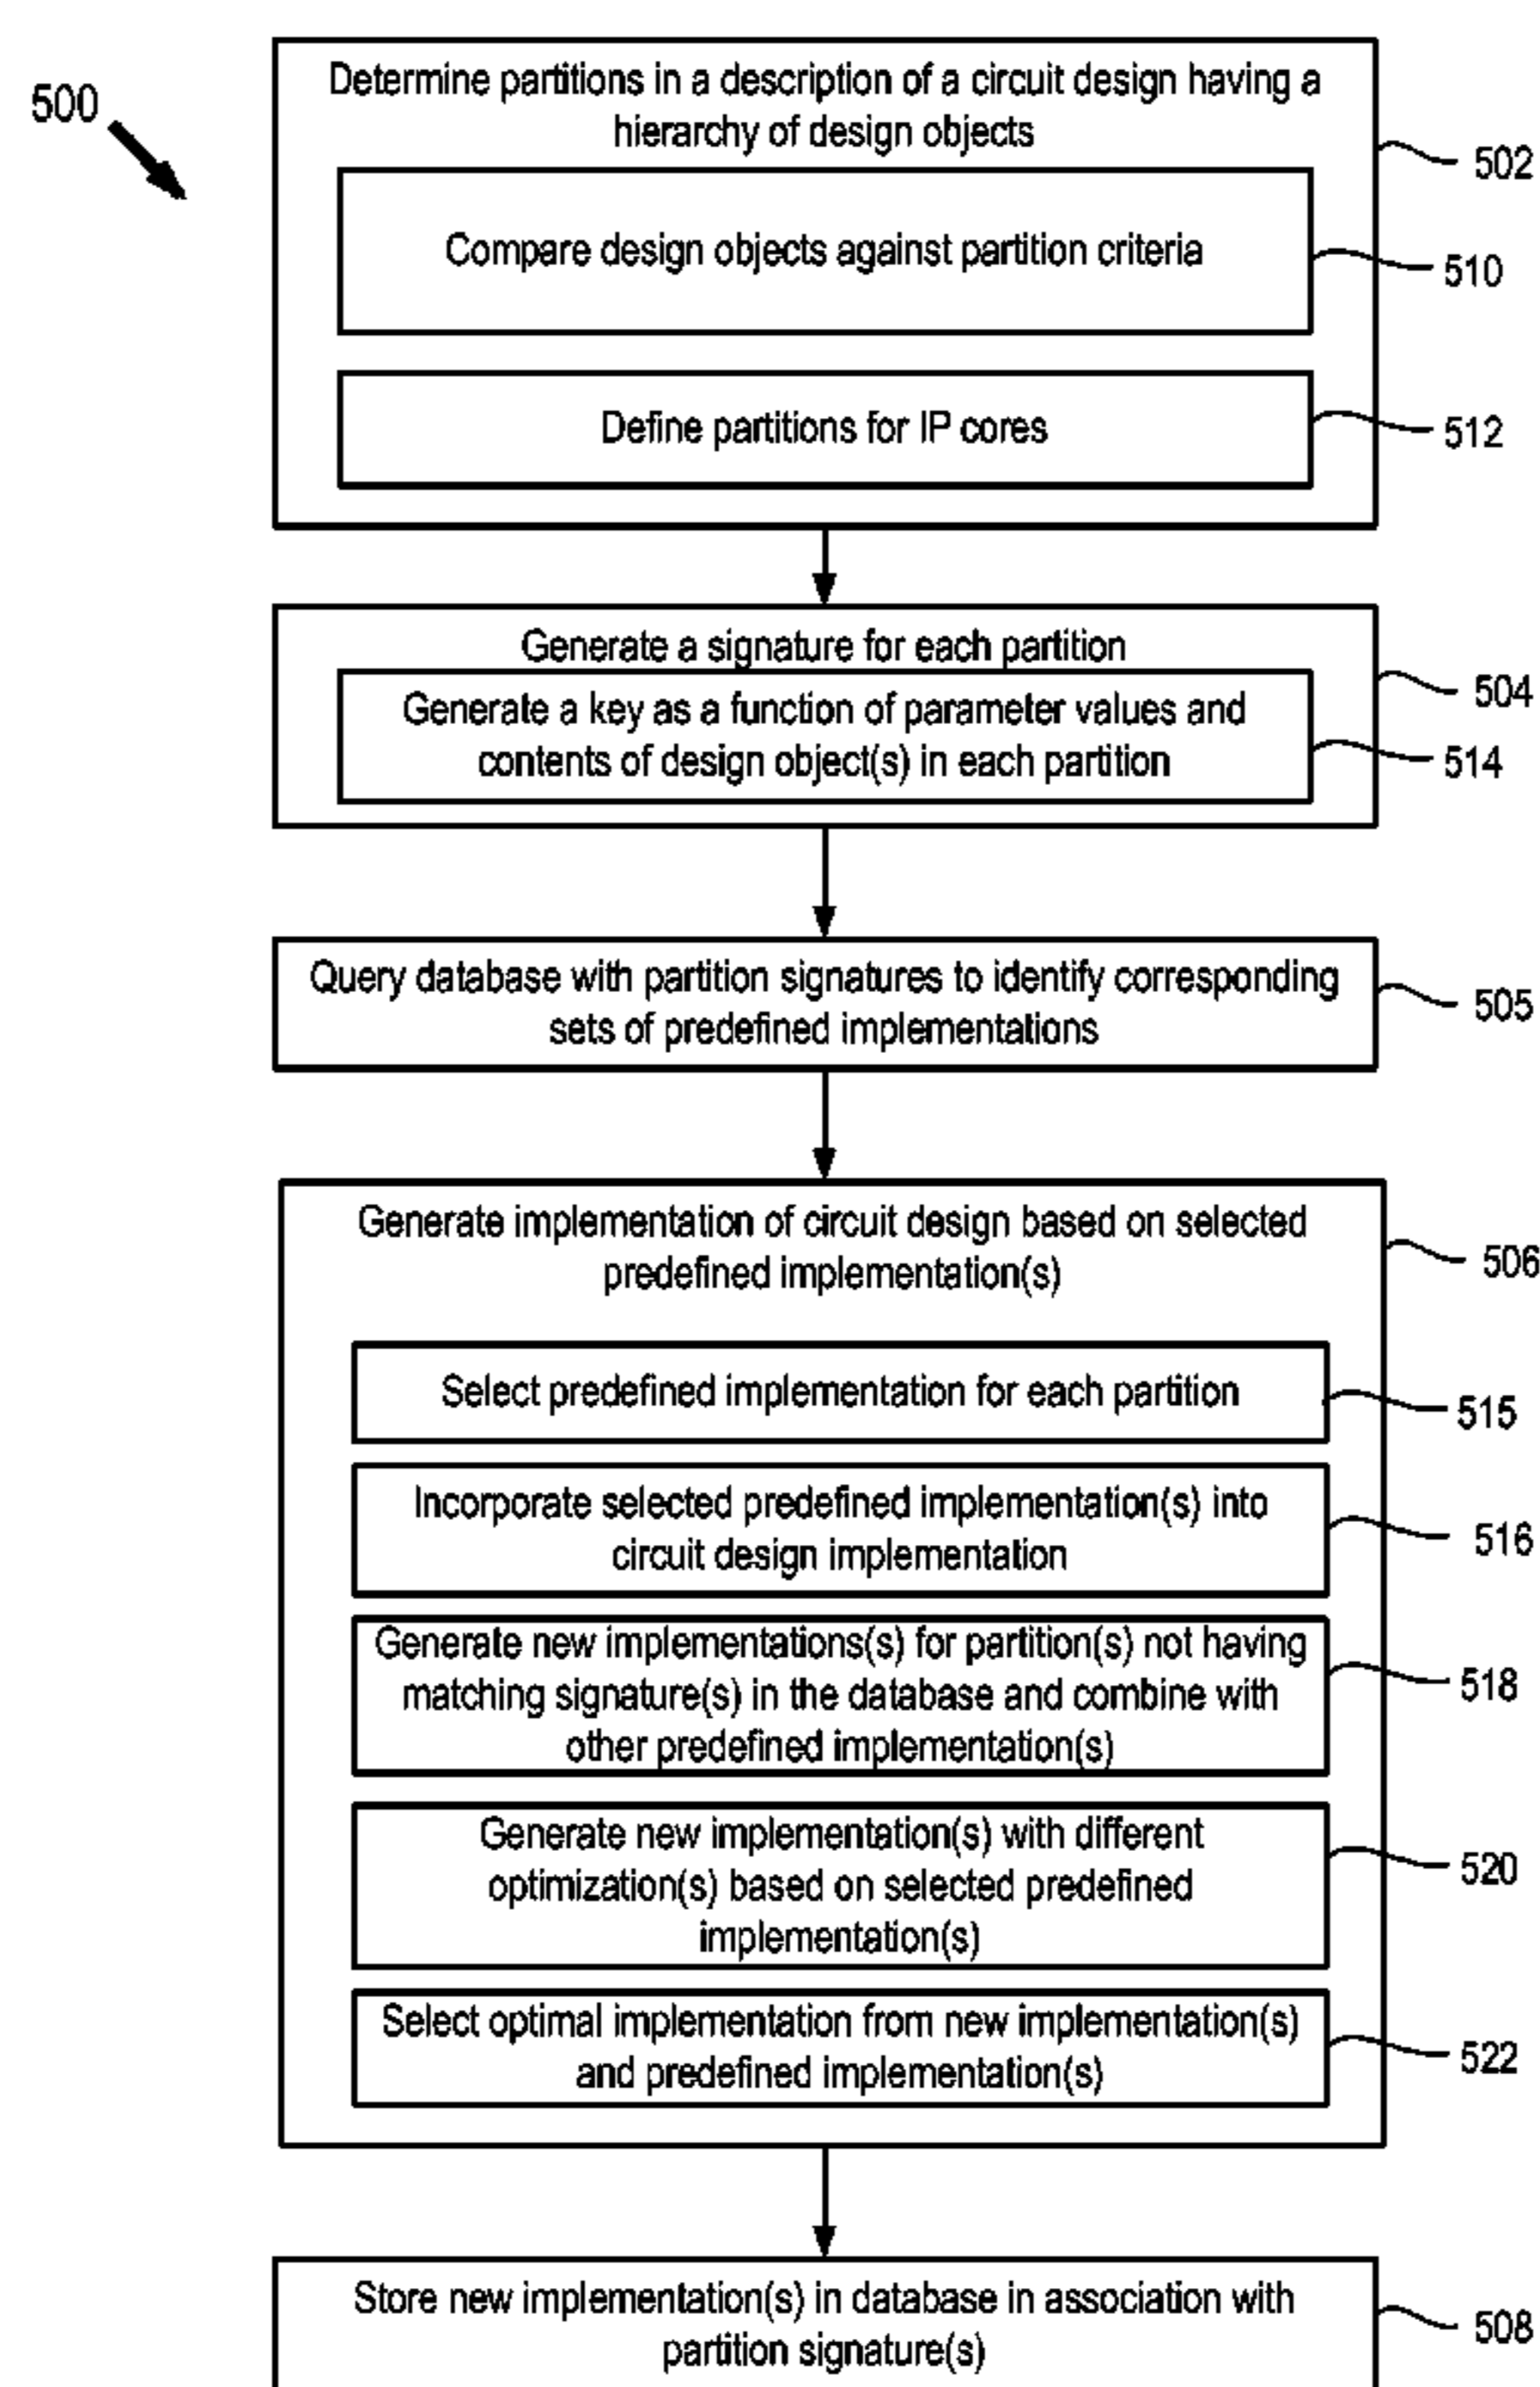 500
Determine partitions in a description of a circuit design having a
hierarchy of design objects
502
Compare design objects against partition criteria
510
Define partitions for IP cores
512
Generate a signature for each partition
504
Generate a key as a function of parameter values and
contents of design object(s) in each partition
514
Query database with partition signatures to identify corresponding
sets of predefined implementations
505
Generate implementation of circuit design based on selected
predefined implementation(s)
506
Select predefined implementation for each partition
515
Incorporate selected predefined implementation(s) into
circuit design implementation
516
Generate new implementations(s) for partition(s) not having
matching signature(s) in the database and combine with
other predefined implementation(s)
518
Generate new implementation(s) with different
optimization(s) based on selected predefined
implementation(s)
520
Select optimal implementation from new implementation(s)
and predefined implementation(s)
522
Store new implementation(s) in database in association with
partition signature(s)
508